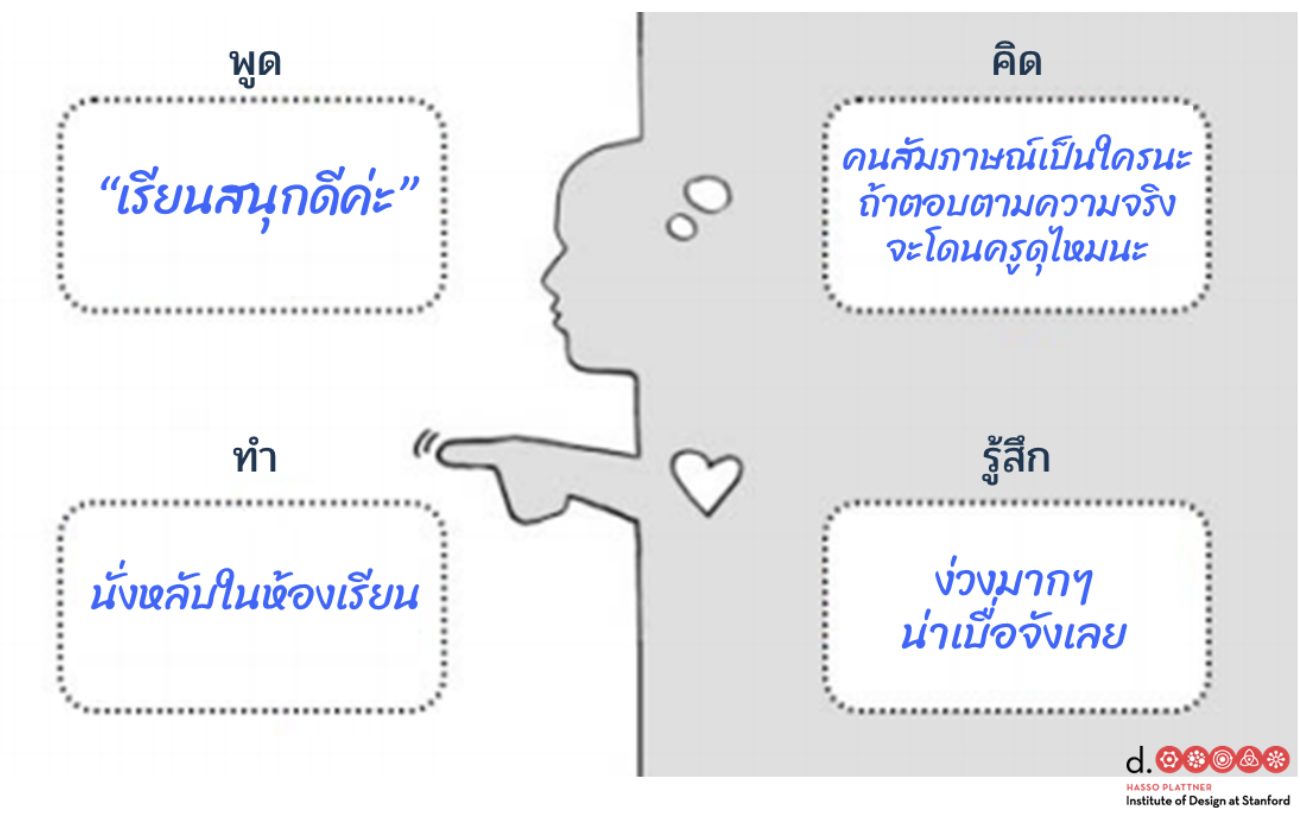 พูด
“เรียนสนุกดีค่ะ”
คิด
คนสัมภาษณ์เป็นใครนะ
ถ้าตอบตามความจริง
จะโดนครูดุไหมนะ
ทำ
นั่งหลับในห้องเรียน
รู้สึก
ง่วงมากๆ
น่าเบื่อจังเลย
d.
HASSO PLATTNER
Institute of Design at Stanford